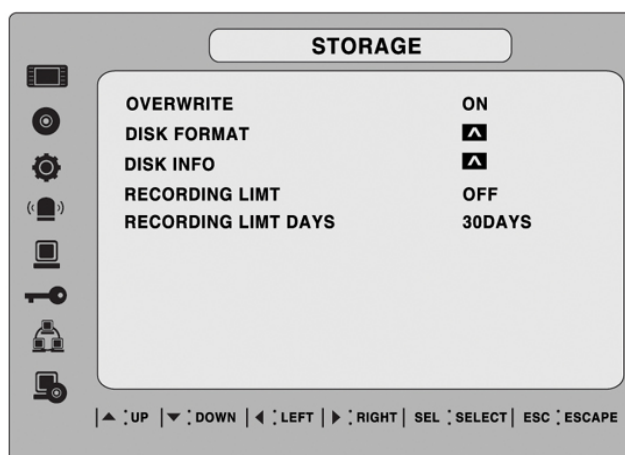 STORAGE
OVERWRITE ON
DISK FORMAT
DISK INFO
RECORDING LIMT OFF
RECORDING LIMT DAYS 30DAYS
▲ : UP | ▼ : DOWN | ◀ : LEFT | ▶ : RIGHT | SEL : SELECT | ESC : ESCAPE